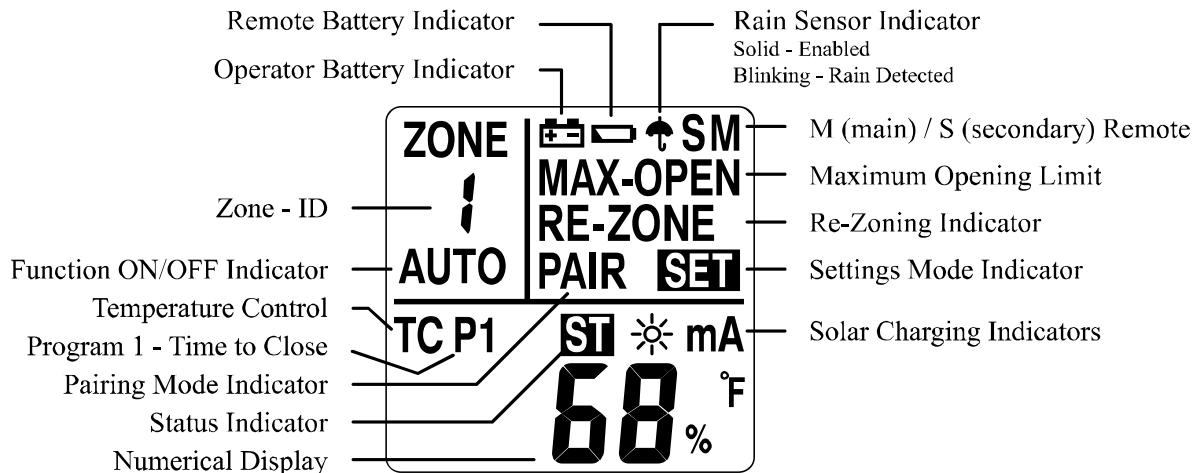 Remote Battery Indicator
Operator Battery Indicator
Rain Sensor Indicator
Solid - Enabled
Blinking - Rain Detected
Zone - ID
Function ON/OFF Indicator
Temperature Control
Program 1 - Time to Close
Pairing Mode Indicator
Status Indicator
Numerical Display
ZONE
1
AUTO
SM
MAX-OPEN
RE-ZONE
PAIR SET
TC P1 ST mA
68 °F
%
M (main) / S (secondary) Remote
Maximum Opening Limit
Re-Zoning Indicator
Settings Mode Indicator
Solar Charging Indicators